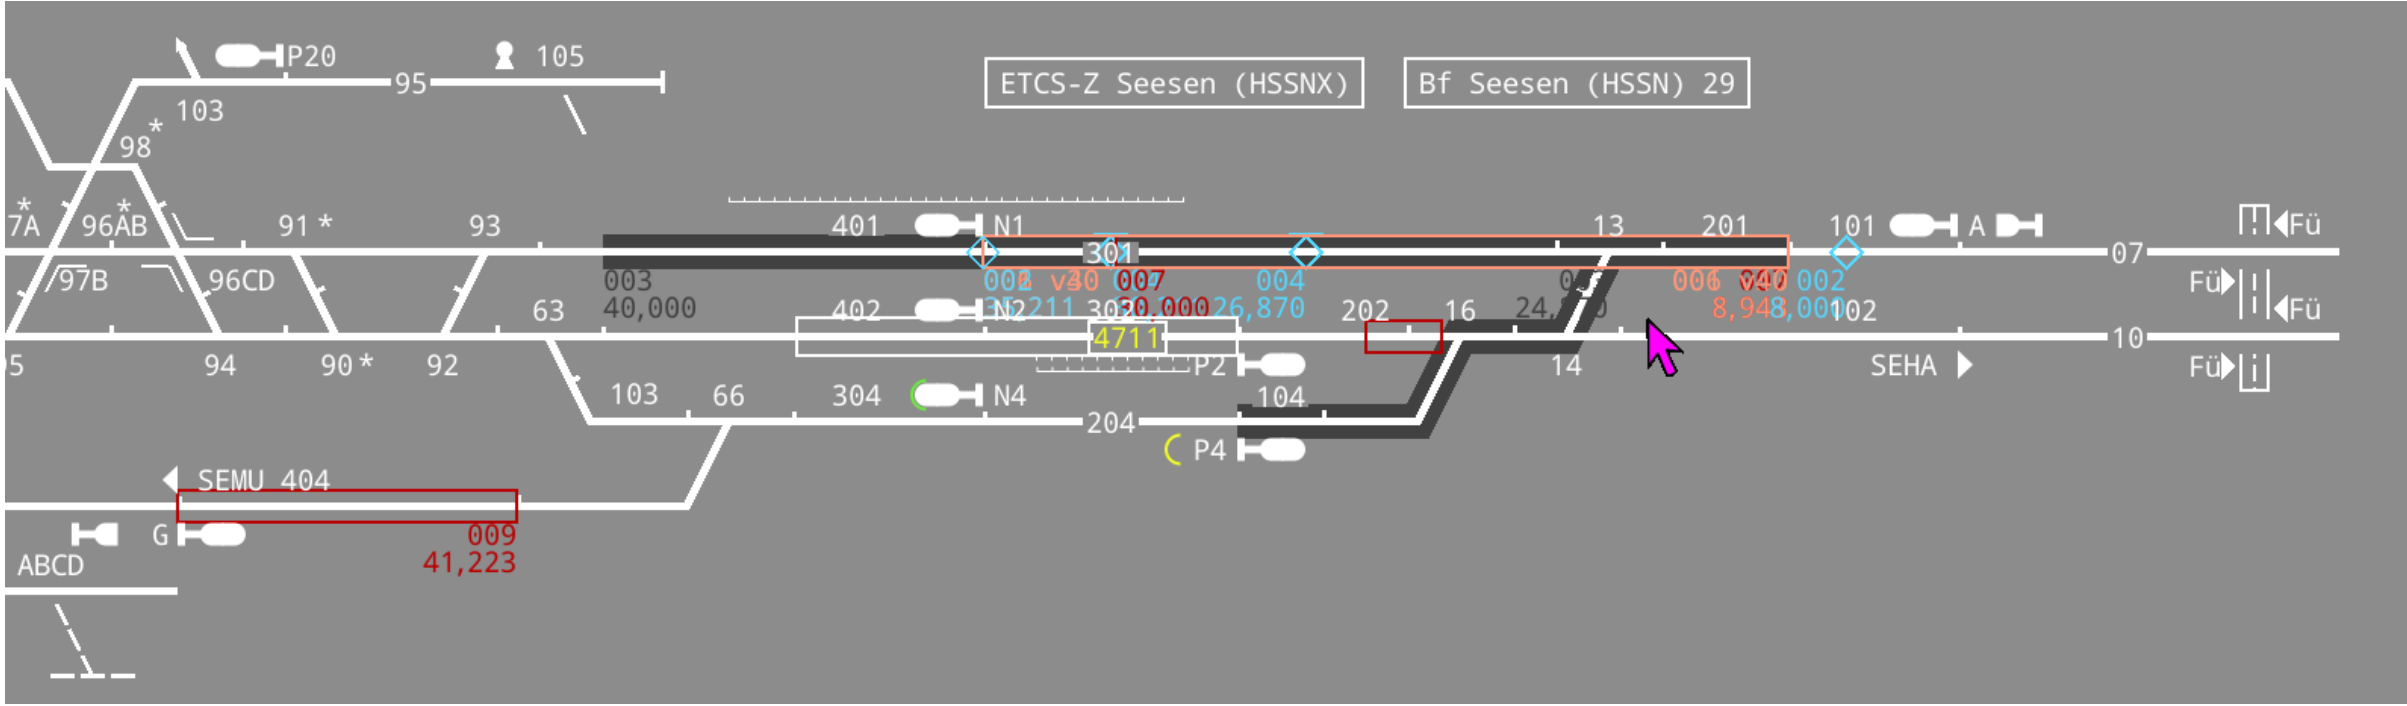 P20
105
ETCS-Z Seesen (HSSNX)
Bf Seesen (HSSN) 29
95
103
*
98
* *
7A 96AB 91 * 93
401 N1 13 201 101 A Fü
301
07
97B 96CD
003
40,000
007
004
26,870
006
002
Fü
63
402
202 16
102
Fü
4711
10
94 90 * 92
P2
14
SEHA
Fü
103 66 304 N4
104
204
P4
SEMU 404
G
009
41,223
ABCD